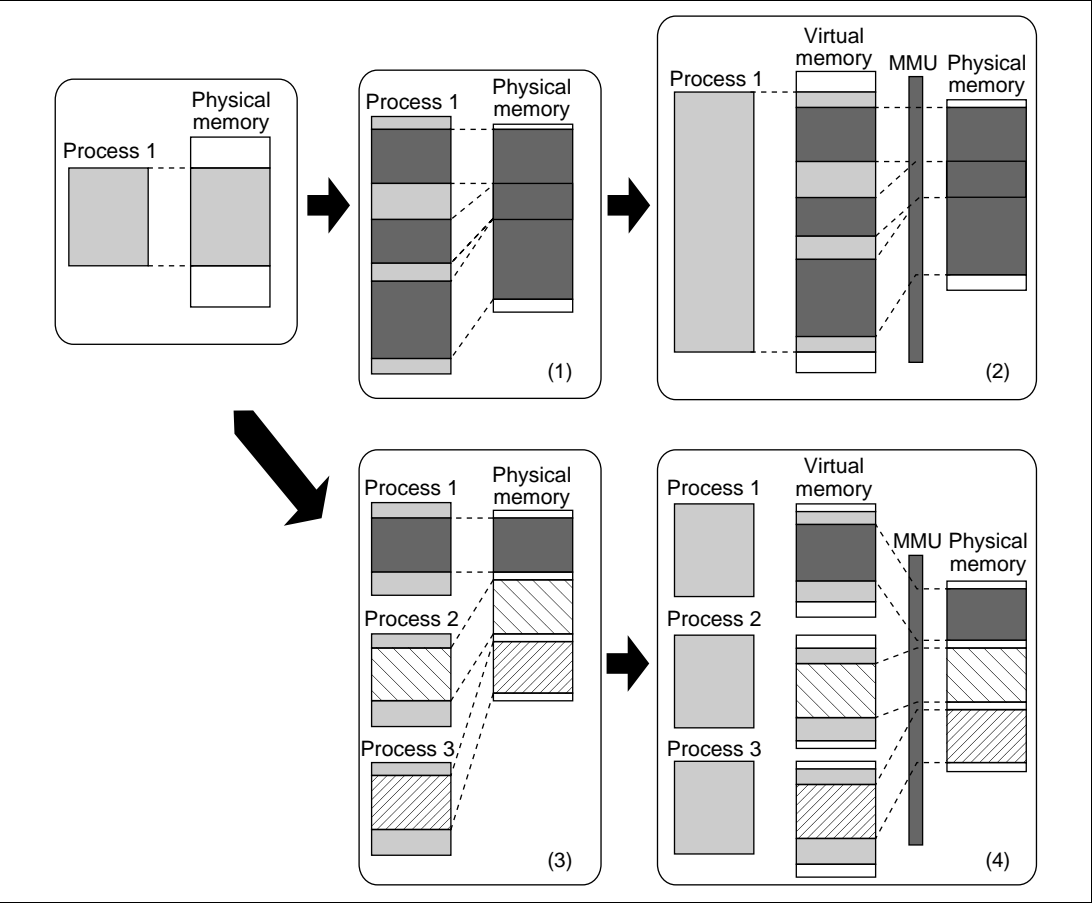 Process 1
Physical
memory
Process 1
Physical
memory
(1)
Process 1
Virtual
memory
MMU
Physical
memory
(2)
Process 1
Physical
memory
Process 2
Process 3
(3)
Process 1
Virtual
memory
MMU
Physical
memory
Process 2
Process 3
(4)